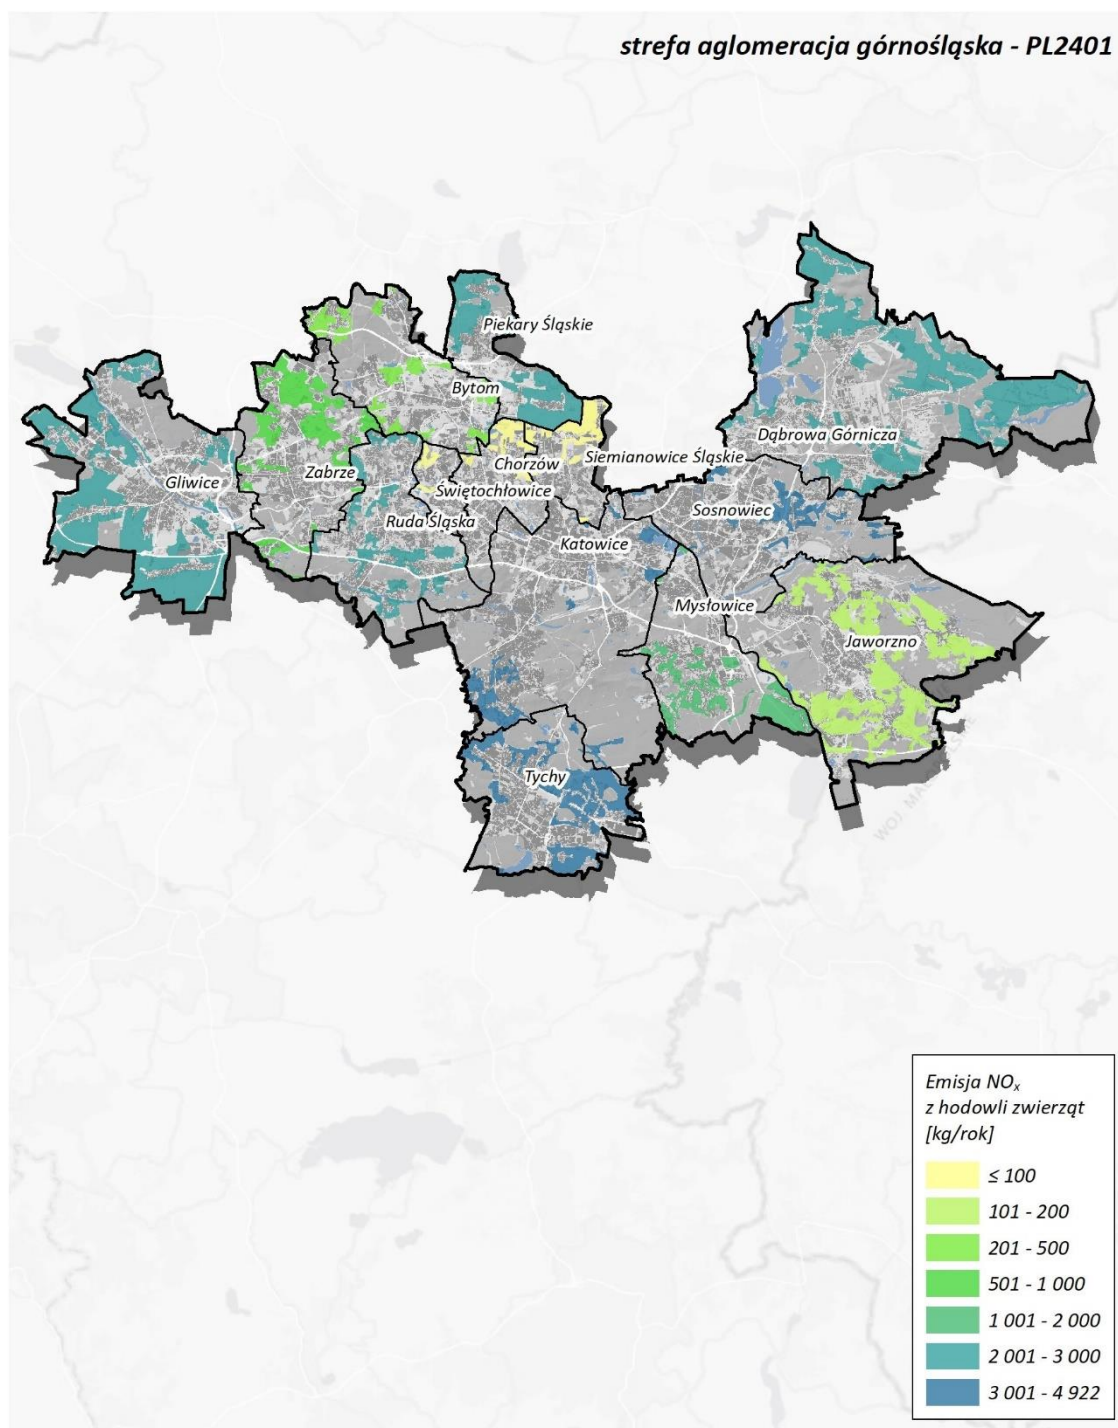 strefa aglomeracja górnośląska - PL2401
Piekary Śląskie
Bytom
Dąbrowa Górnicza
Siemianowice Śląskie
Chorzów
Gliwice
Zabrze
Świętochłowice
Sosnowiec
Ruda Śląska
Katowice
Mysłowice
Jaworzno
Tychy
Emisja NOₓ
z hodowli zwierząt
[kg/rok]
≤ 100
101 - 200
201 - 500
501 - 1 000
1 001 - 2 000
2 001 - 3 000
3 001 - 4 922